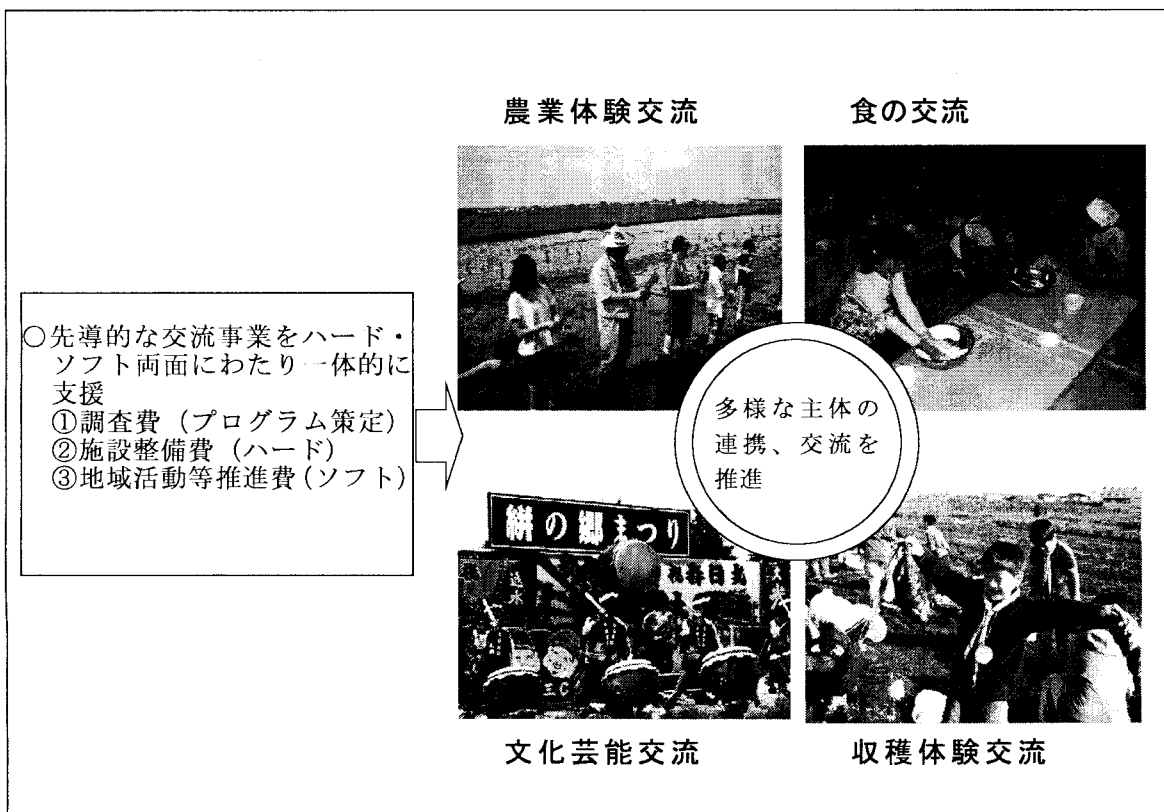 農業体験交流
食の交流
○先導的な交流事業をハード・
ソフト両面にわたり一体的に
支援
①調査費（プログラム策定）
②施設整備費（ハード）
③地域活動等推進費（ソフト）
多様な主体の
連携、交流を
推進
絣の郷まつり
祝春日丸
文化芸能交流
収穫体験交流